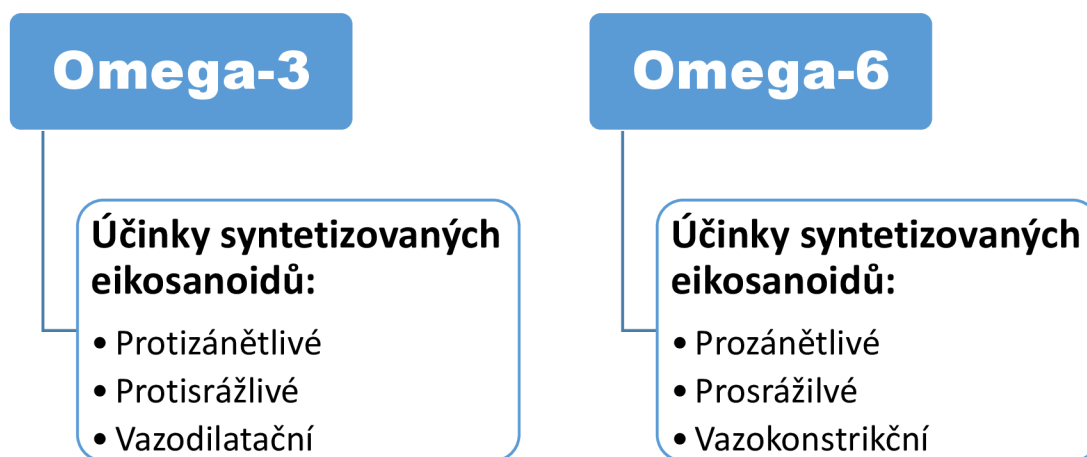 Omega-3
Účinky syntetizovaných
eikosanoidů:
• Protizánětlivé
• Protisrážlivé
• Vazodilatační
Omega-6
Účinky syntetizovaných
eikosanoidů:
• Prozánětlivé
• Prosrážilvé
• Vazokonstrikční